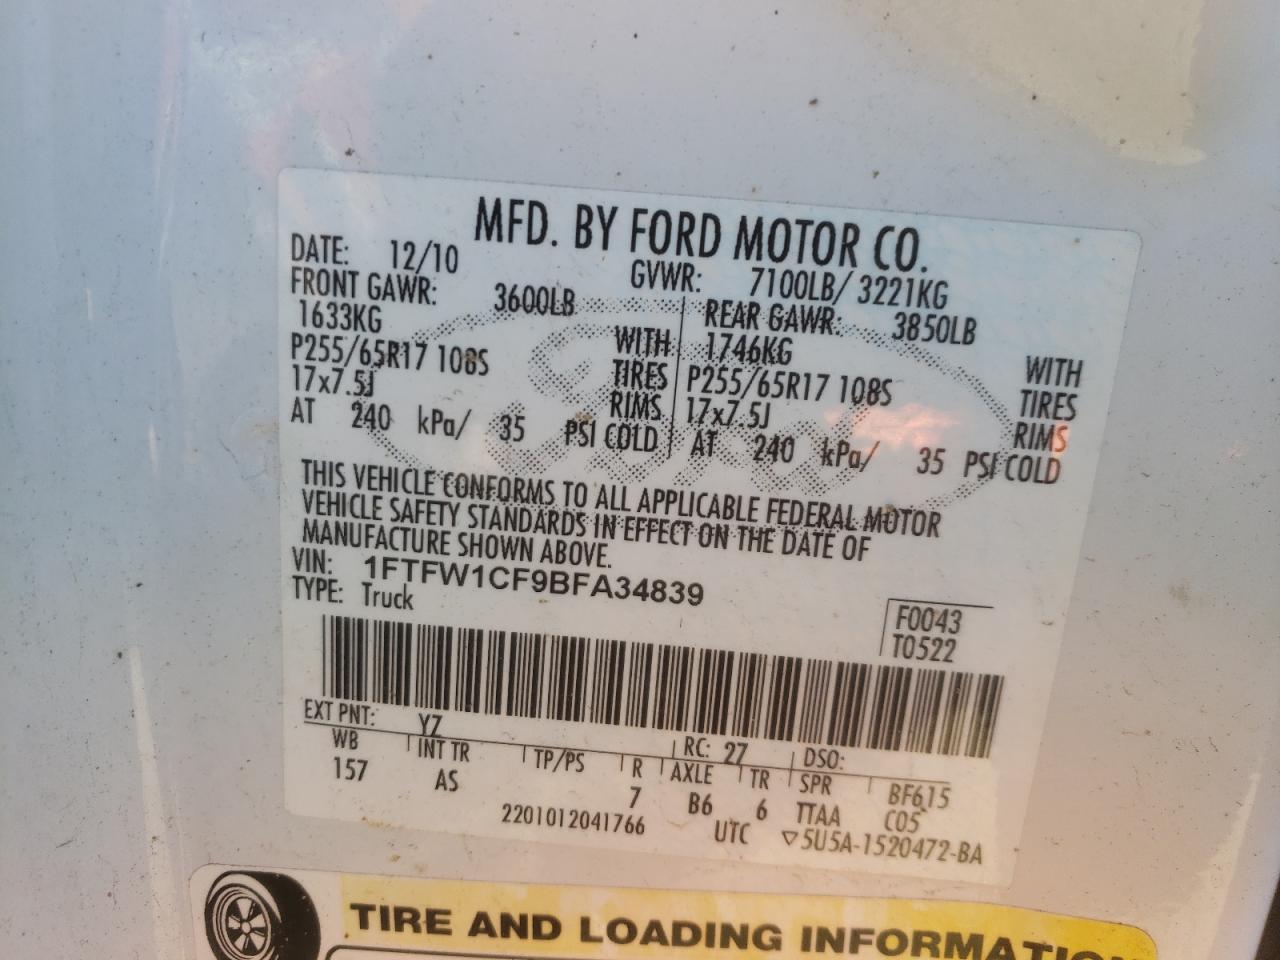 MFD. BY FORD MOTOR CO.
DATE: 12/10 GVWR: 7100LB/ 3221KG
FRONT GAWR: 3600LB REAR GAWR: 3850LB
1633KG WITH 1746KG WITH
P255/65R17 108S TIRES P255/65R17 108S TIRES
17x7.5J RIMS 17x7.5J RIMS
AT 240 kPa/ 35 PSI COLD AT 240 kPa/ 35 PSI COLD
THIS VEHICLE CONFORMS TO ALL APPLICABLE FEDERAL MOTOR
VEHICLE SAFETY STANDARDS IN EFFECT ON THE DATE OF
MANUFACTURE SHOWN ABOVE.
VIN: 1FTFW1CF9BFA34839
TYPE: Truck
F0043
T0522
EXT PNT: YZ RC: 27 DSO:
WB INT TR TP/PS R AXLE TR SPR BF615
157 AS 7 B6 6 TTAA C05
2201012041766 UTC ▽5U5A-1520472-BA
TIRE AND LOADING INFORMATION